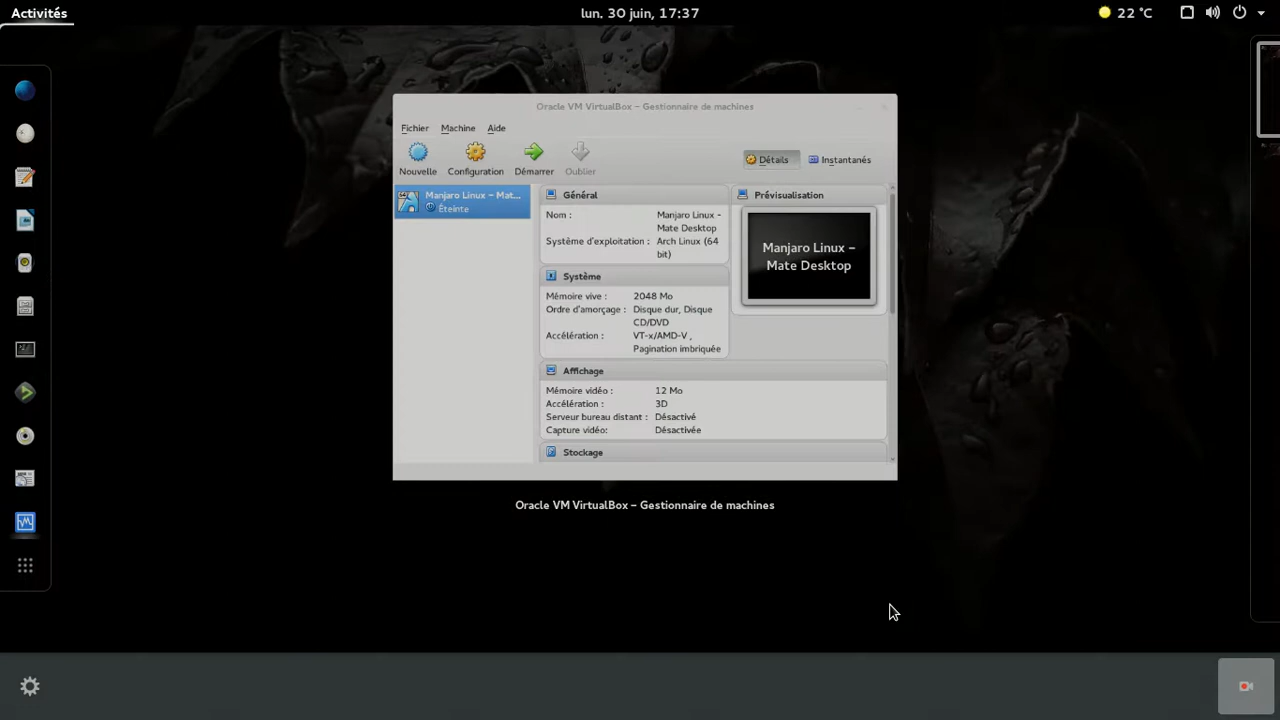 Activités
lun. 30 juin, 17:37
22 °C
Oracle VM VirtualBox – Gestionnaire de machines
Fichier Machine Aide
Nouvelle Configuration Démarrer Oublier
Détails Instantanés
Manjaro Linux – Mat...
Éteinte
Général
Nom : Manjaro Linux –
Mate Desktop
Système d'exploitation : Arch Linux (64
bit)
Système
Mémoire vive : 2048 Mo
Ordre d'amorçage : Disque dur, Disque
CD/DVD
Accélération : VT-x/AMD-V ,
Pagination imbriquée
Prévisualisation
Manjaro Linux –
Mate Desktop
Affichage
Mémoire vidéo : 12 Mo
Accélération : 3D
Serveur bureau distant : Désactivé
Capture vidéo: Désactivée
Stockage
Oracle VM VirtualBox – Gestionnaire de machines